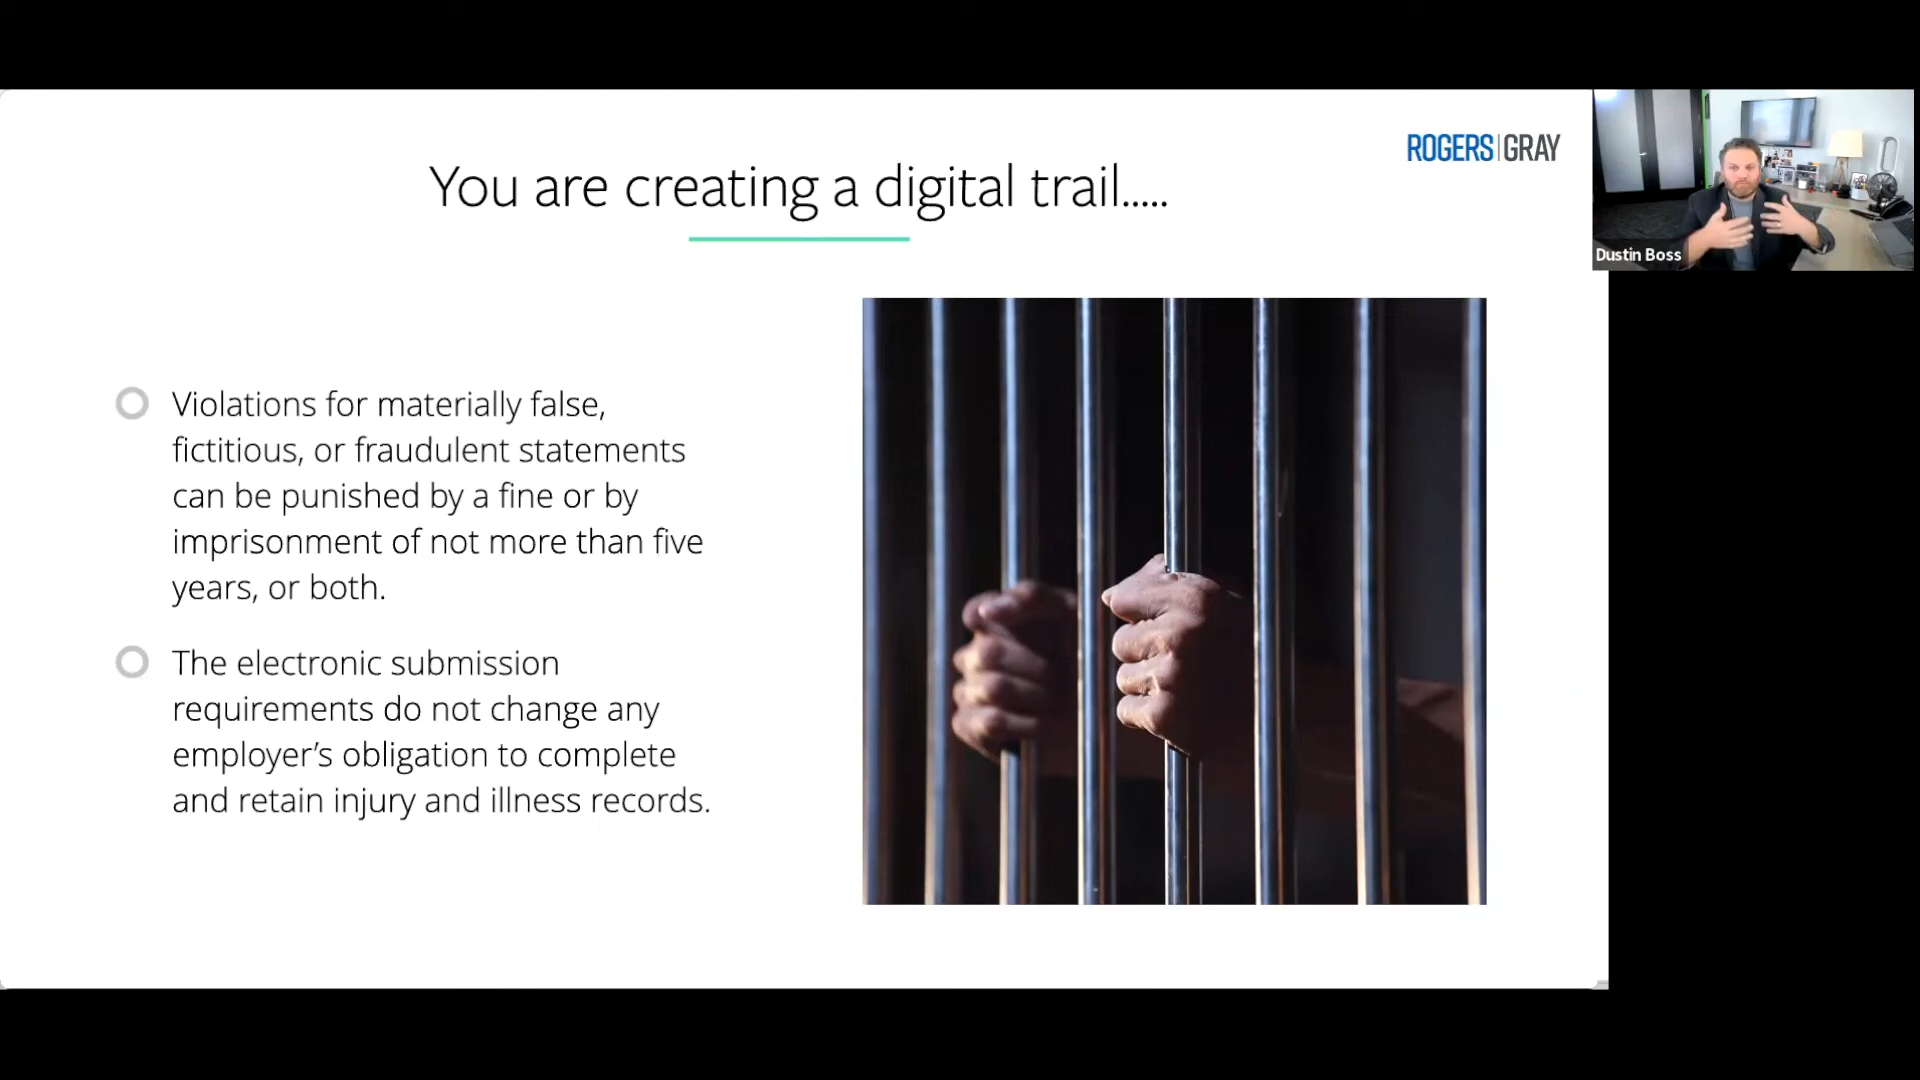 ROGERS|GRAY
You are creating a digital trail.....
Violations for materially false,
fictitious, or fraudulent statements
can be punished by a fine or by
imprisonment of not more than five
years, or both.
The electronic submission
requirements do not change any
employer’s obligation to complete
and retain injury and illness records.
Dustin Boss